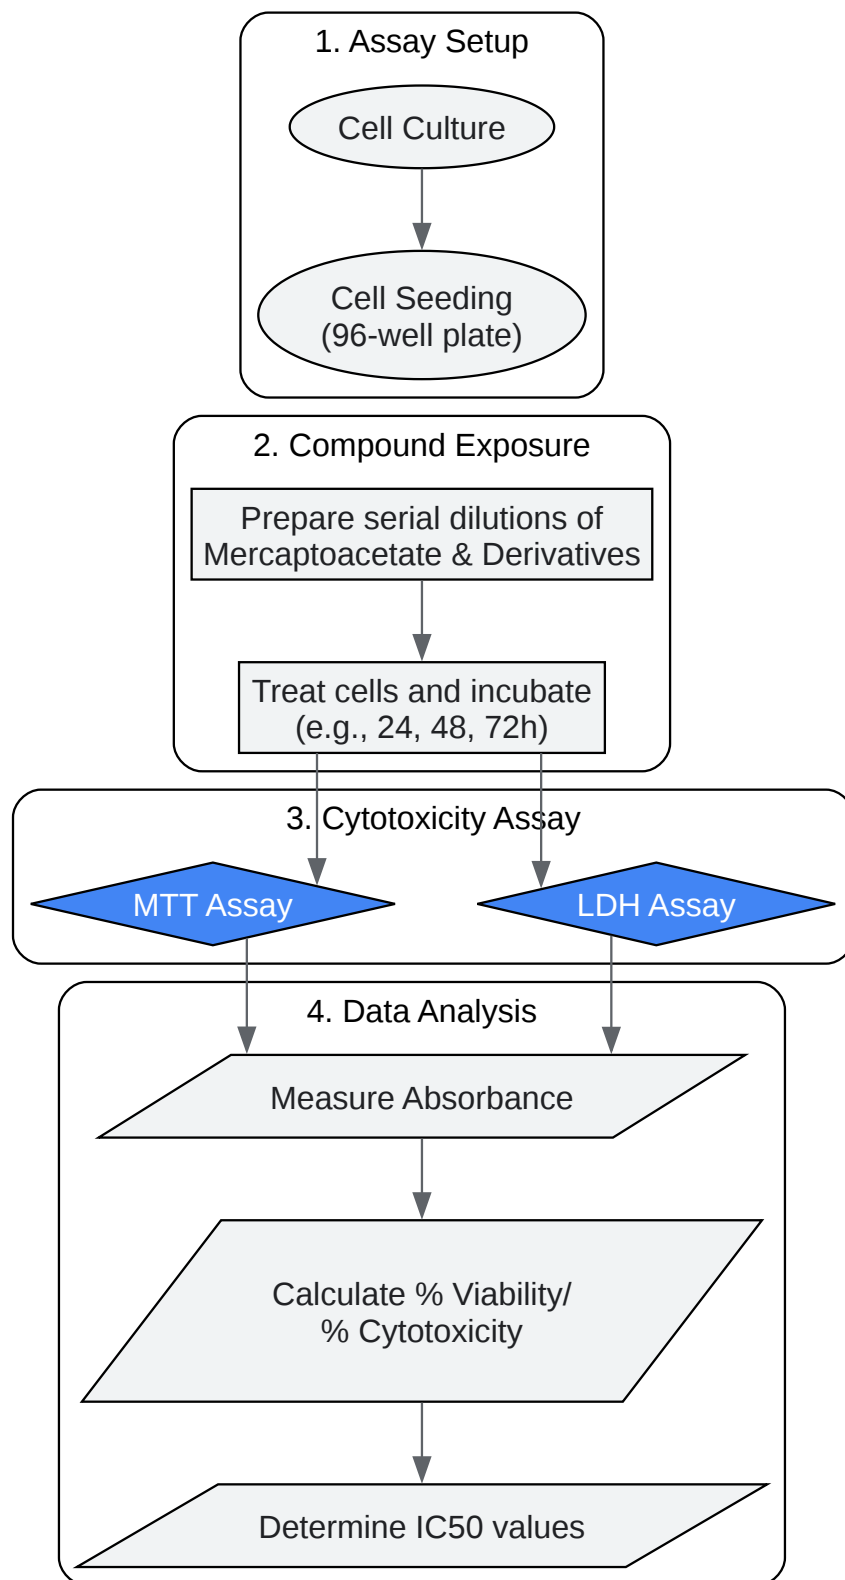 1. Assay Setup
Cell Culture
Cell Seeding
(96-well plate)
2. Compound Exposure
Prepare serial dilutions of
Mercaptoacetate & Derivatives
Treat cells and incubate
(e.g., 24, 48, 72h)
3. Cytotoxicity Assay
MTT Assay
LDH Assay
4. Data Analysis
Measure Absorbance
Calculate % Viability/
% Cytotoxicity
Determine IC50 values